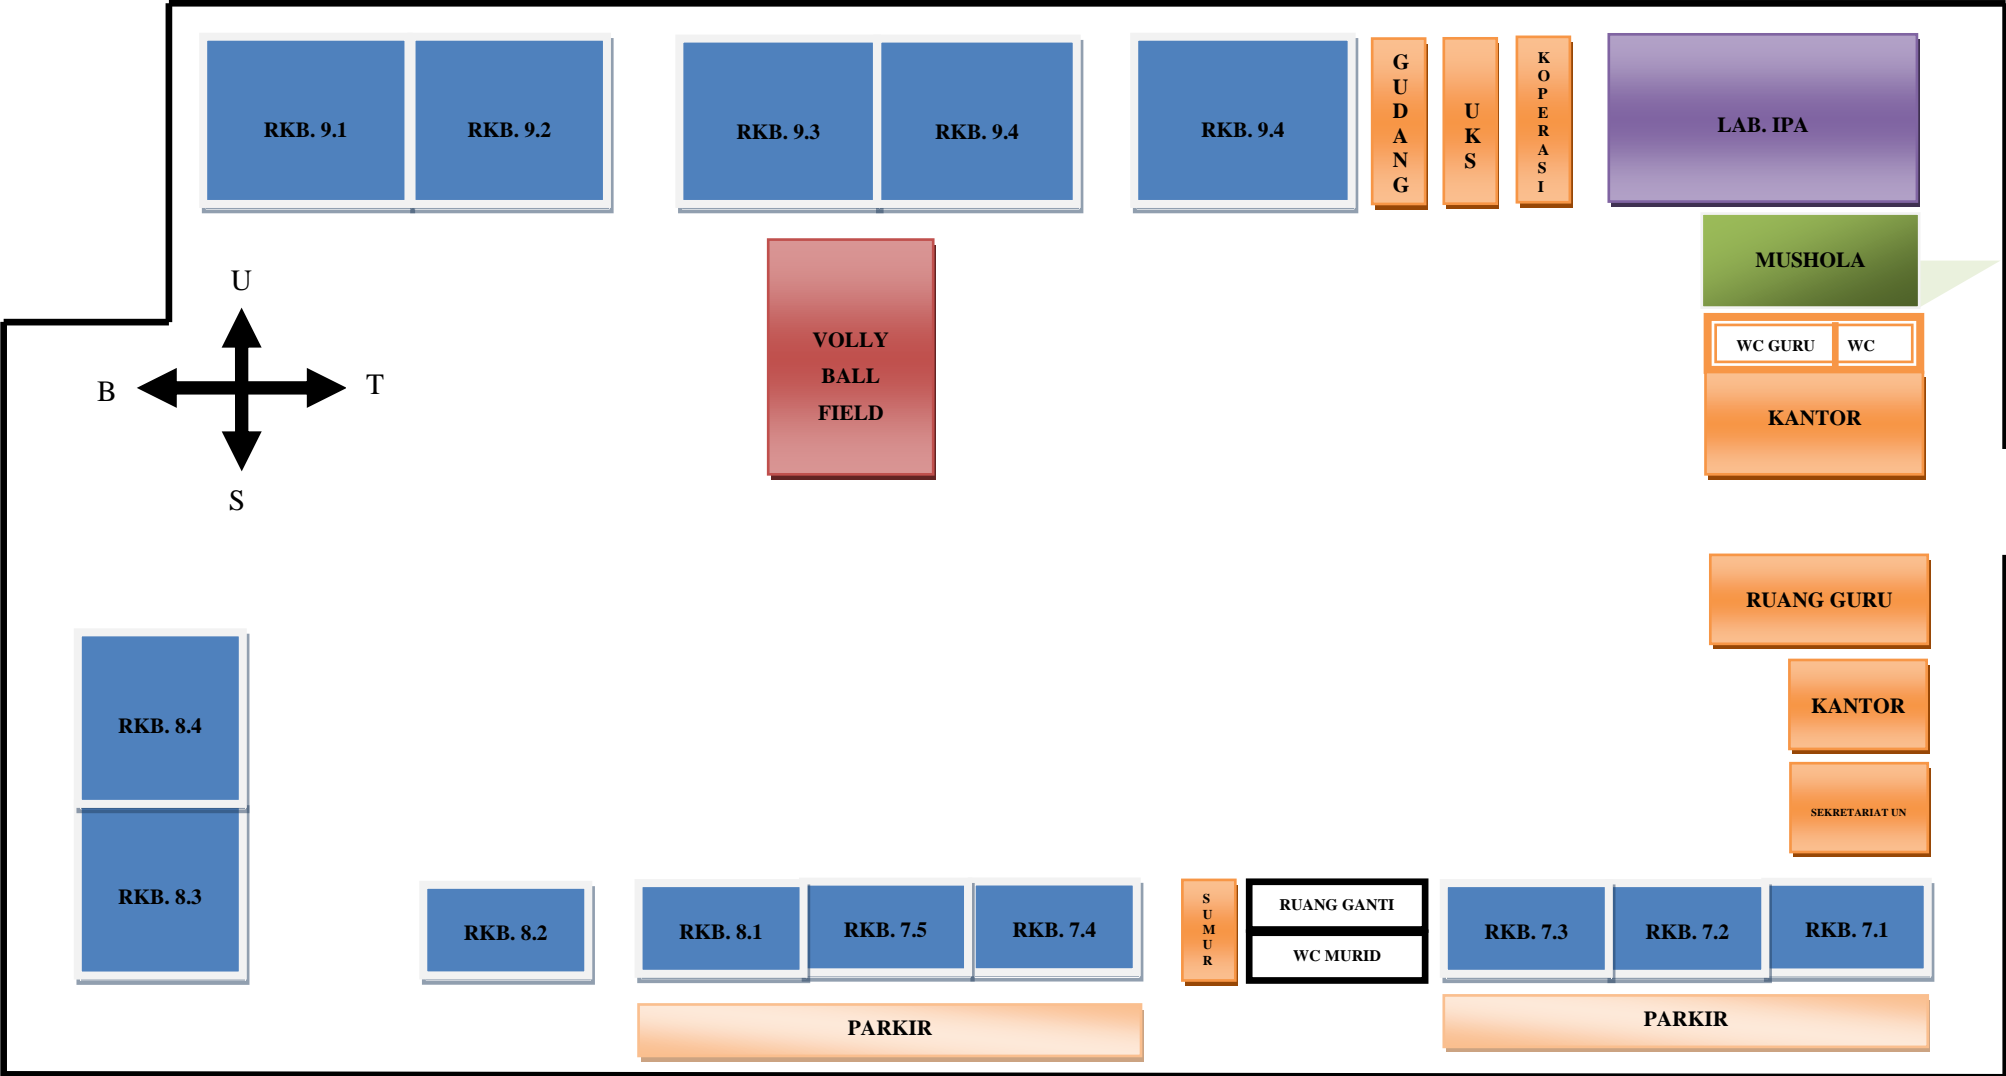 RKB. 9.1
RKB. 9.2
RKB. 9.3
RKB. 9.4
RKB. 9.4
GUDANG
UKS
KOPERASI
LAB. IPA
MUSHOLA
WC GURU
WC
KANTOR
U
B
T
S
VOLLY
BALL
FIELD
RUANG GURU
KANTOR
SEKRETARIAT UN
RKB. 8.4
RKB. 8.3
RKB. 8.2
RKB. 8.1
RKB. 7.5
RKB. 7.4
SUMUR
RUANG GANTI
WC MURID
RKB. 7.3
RKB. 7.2
RKB. 7.1
PARKIR
PARKIR